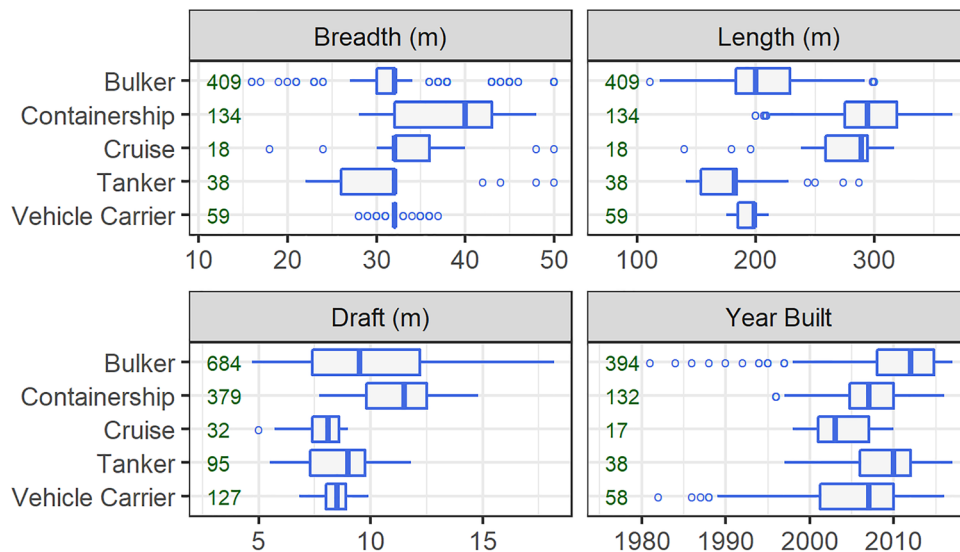 Breadth (m) Length (m)
Bulker 409 409
Containership 134 134
Cruise 18 18
Tanker 38 38
Vehicle Carrier 59 59
10 20 30 40 50 100 200 300
Draft (m) Year Built
Bulker 684 394
Containership 379 132
Cruise 32 17
Tanker 95 38
Vehicle Carrier 127 58
5 10 15 1980 1990 2000 2010